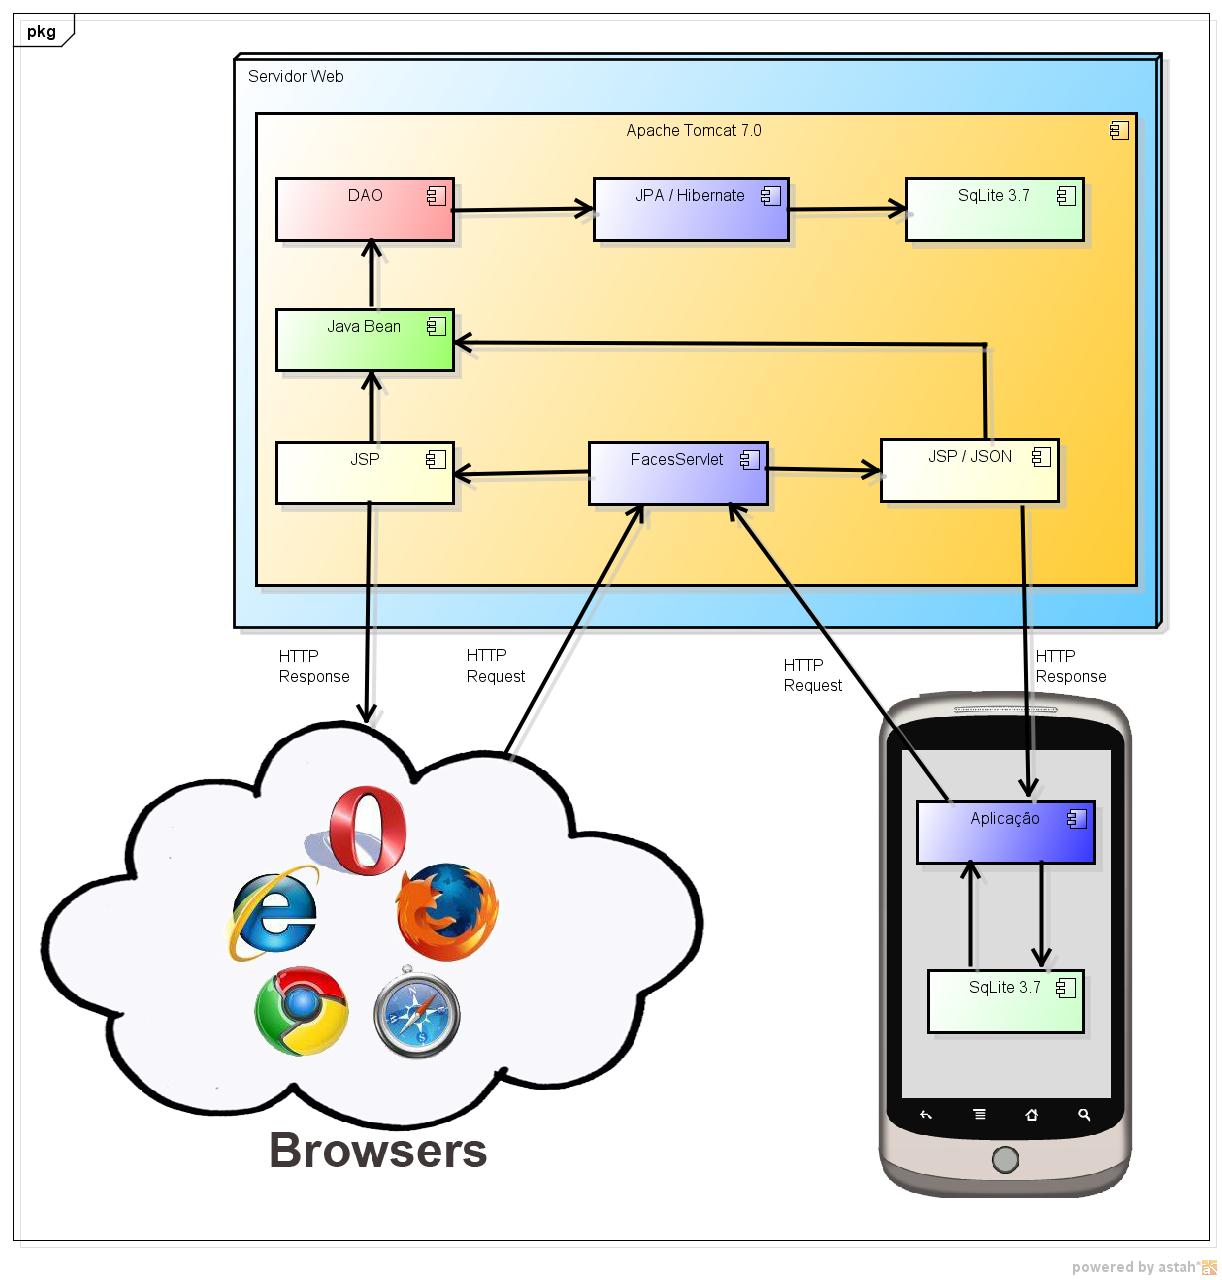 pkg
Servidor Web
Apache Tomcat 7.0
DAO
JPA / Hibernate
SqLite 3.7
Java Bean
JSP
FacesServlet
JSP / JSON
HTTP
Response
HTTP
Request
HTTP
Request
HTTP
Response
Aplicação
SqLite 3.7
Browsers
powered by astah*